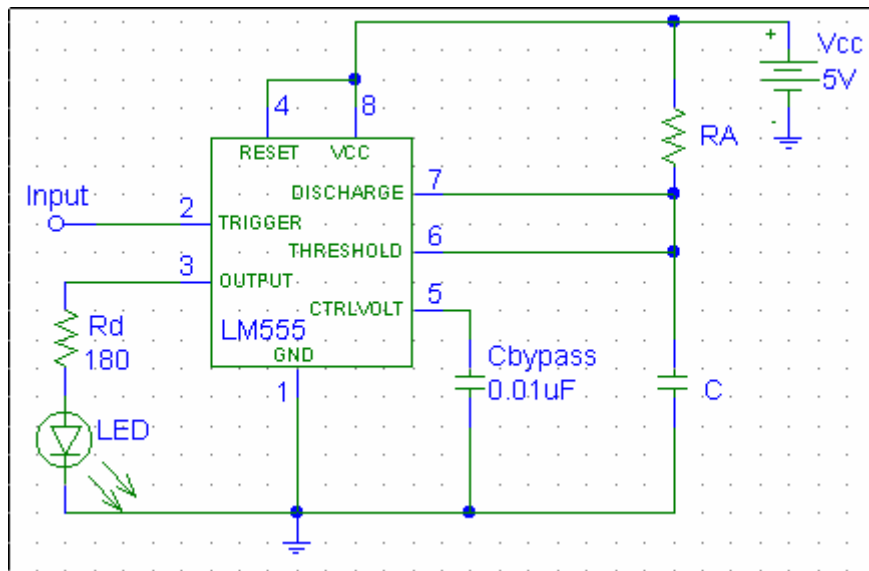 +
Vcc
5V
-
4
8
RESET
VCC
RA
DISCHARGE
7
Input
2
TRIGGER
THRESHOLD
6
3
OUTPUT
CTRLVOLT
5
Rd
180
LM555
GND
1
Cbypass
0.01uF
C
LED